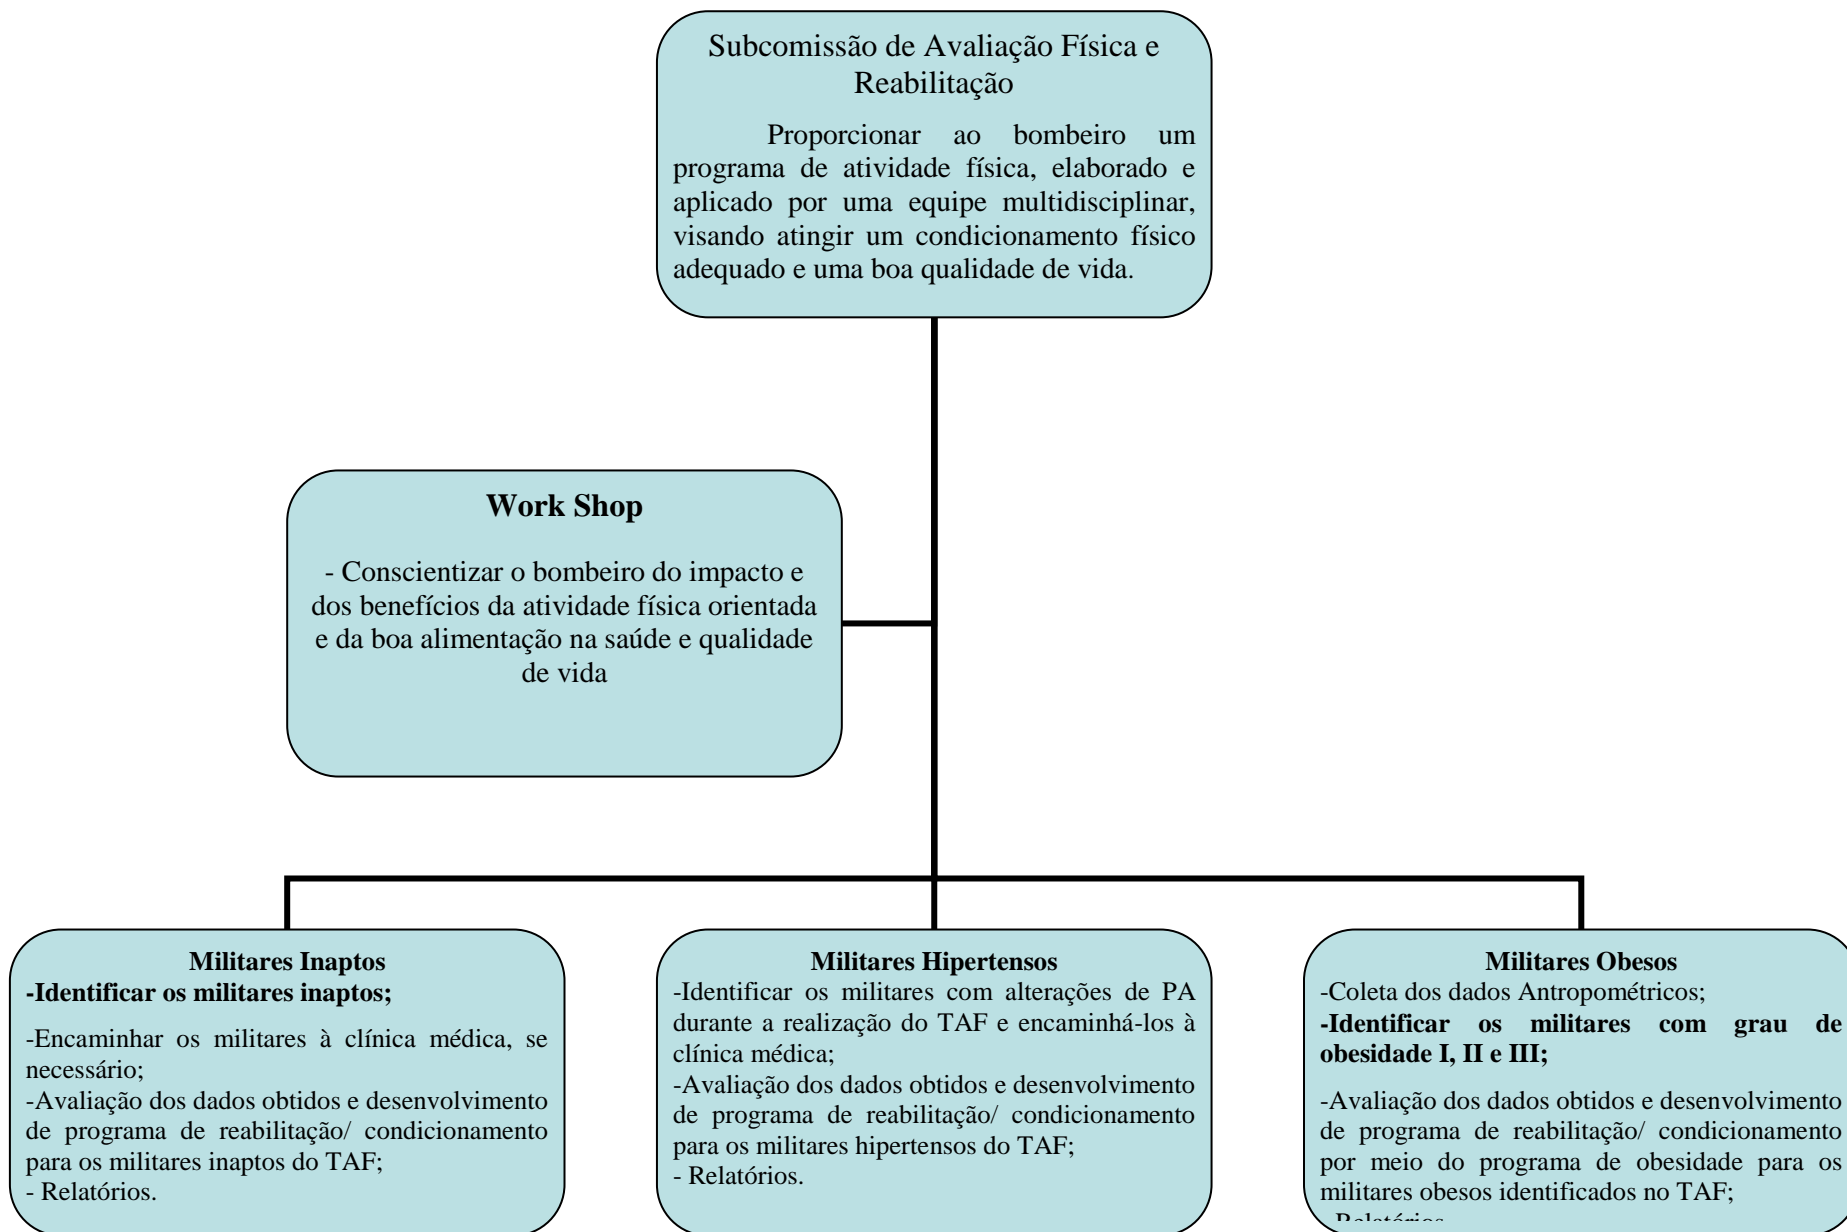 Subcomissão de Avaliação Física e
Reabilitação
Proporcionar ao bombeiro um
programa de atividade física, elaborado e
aplicado por uma equipe multidisciplinar,
visando atingir um condicionamento físico
adequado e uma boa qualidade de vida.
Work Shop
- Conscientizar o bombeiro do impacto e
dos benefícios da atividade física orientada
e da boa alimentação na saúde e qualidade
de vida
Militares Inaptos
-Identificar os militares inaptos;
-Encaminhar os militares à clínica médica, se
necessário;
-Avaliação dos dados obtidos e desenvolvimento
de programa de reabilitação/ condicionamento
para os militares inaptos do TAF;
- Relatórios.
Militares Hipertensos
-Identificar os militares com alterações de PA
durante a realização do TAF e encaminhá-los à
clínica médica;
-Avaliação dos dados obtidos e desenvolvimento
de programa de reabilitação/ condicionamento
para os militares hipertensos do TAF;
- Relatórios.
Militares Obesos
-Coleta dos dados Antropométricos;
-Identificar os militares com grau de
obesidade I, II e III;
-Avaliação dos dados obtidos e desenvolvimento
de programa de reabilitação/ condicionamento
por meio do programa de obesidade para os
militares obesos identificados no TAF;
- Relatórios